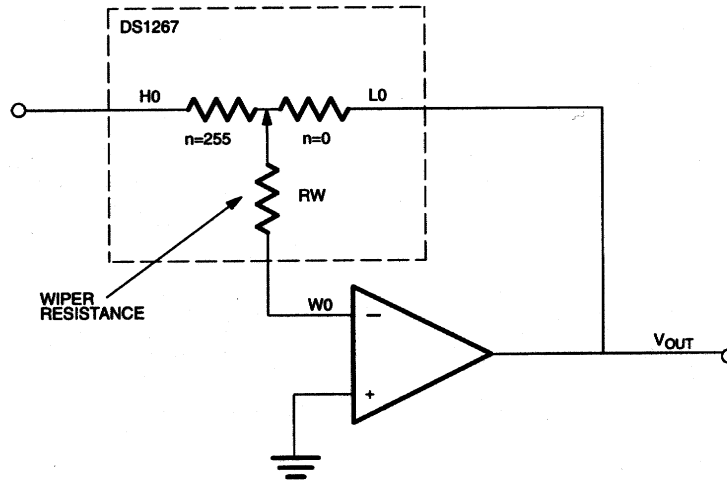 DS1267
H0
L0
n=255
n=0
RW
WIPER
RESISTANCE
W0
−
+
VOUT